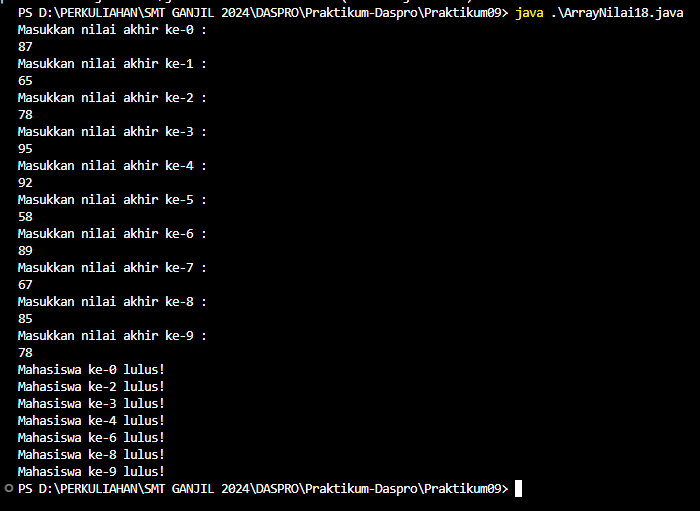 PS D:\PERKULIAHAN\SMT GANJIL 2024\DASPRO\Praktikum-Daspro\Praktikum09> java .\ArrayNilai18.java
Masukkan nilai akhir ke-0 :
87
Masukkan nilai akhir ke-1 :
65
Masukkan nilai akhir ke-2 :
78
Masukkan nilai akhir ke-3 :
95
Masukkan nilai akhir ke-4 :
92
Masukkan nilai akhir ke-5 :
58
Masukkan nilai akhir ke-6 :
89
Masukkan nilai akhir ke-7 :
67
Masukkan nilai akhir ke-8 :
85
Masukkan nilai akhir ke-9 :
78
Mahasiswa ke-0 lulus!
Mahasiswa ke-2 lulus!
Mahasiswa ke-3 lulus!
Mahasiswa ke-4 lulus!
Mahasiswa ke-6 lulus!
Mahasiswa ke-8 lulus!
Mahasiswa ke-9 lulus!
PS D:\PERKULIAHAN\SMT GANJIL 2024\DASPRO\Praktikum-Daspro\Praktikum09>